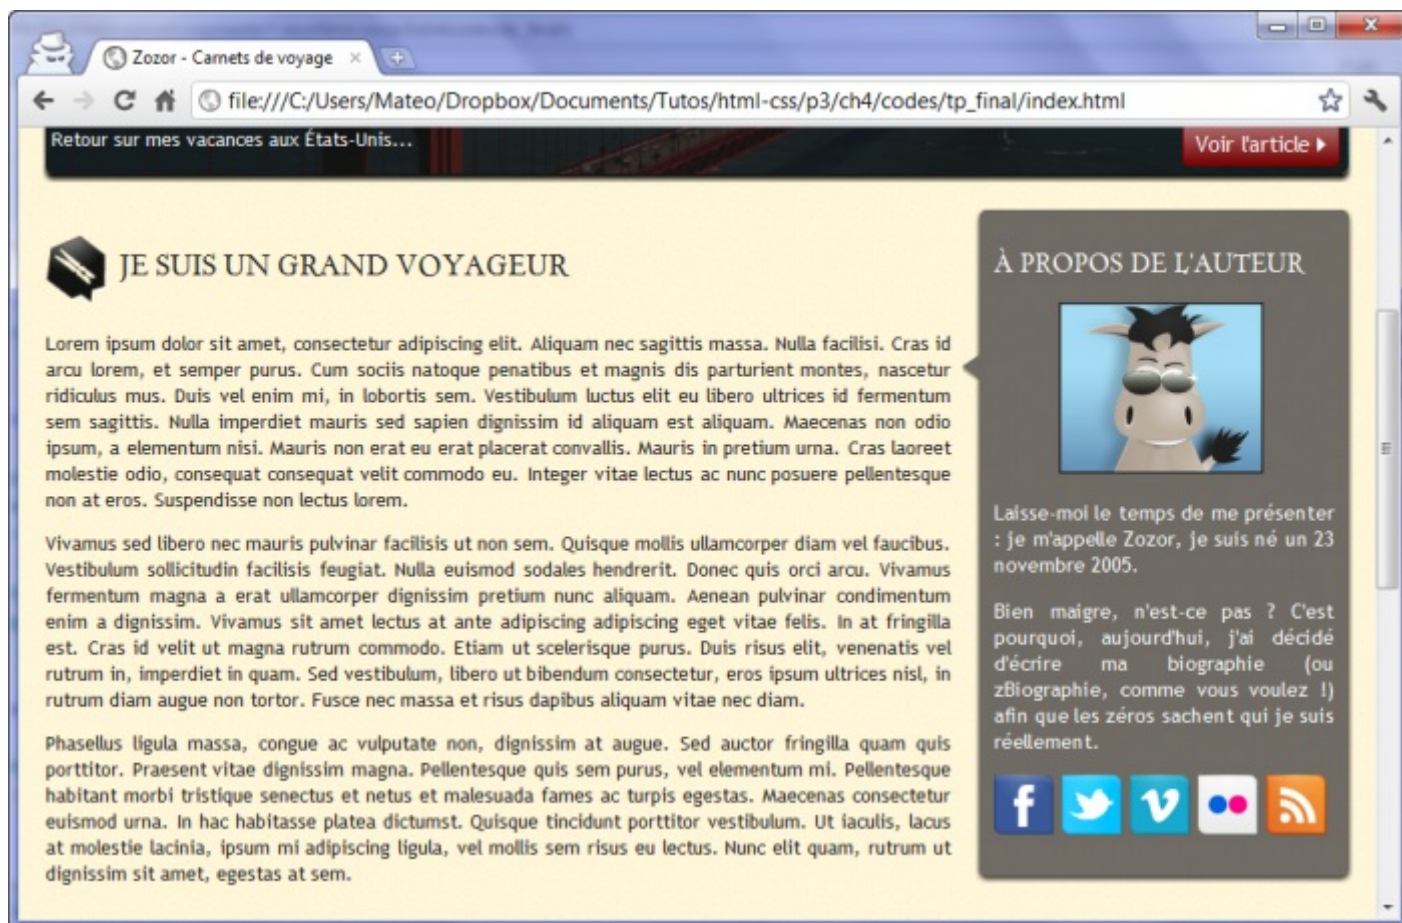 Zozor - Carnets de voyage
file:///C:/Users/Mateo/Dropbox/Documents/Tutos/html-css/p3/ch4/codes/tp_final/index.html
Retour sur mes vacances aux États-Unis...
Voir l'article
JE SUIS UN GRAND VOYAGEUR
Lorem ipsum dolor sit amet, consectetur adipiscing elit. Aliquam nec sagittis massa. Nulla facilisi. Cras id
arcu lorem, et semper purus. Cum sociis natoque penatibus et magnis dis parturient montes, nascetur
ridiculus mus. Duis vel enim mi, in lobortis sem. Vestibulum luctus elit eu libero ultrices id fermentum
sem sagittis. Nulla imperdiet mauris sed sapien dignissim id aliquam est aliquam. Maecenas non odio
ipsum, a elementum nisi. Mauris non erat eu erat placerat convallis. Mauris in pretium urna. Cras laoreet
molestie odio, consequat consequat velit commodo eu. Integer vitae lectus ac nunc posuere pellentesque
non at eros. Suspendisse non lectus lorem.
Vivamus sed libero nec mauris pulvinar facilisis ut non sem. Quisque mollis ullamcorper diam vel faucibus.
Vestibulum sollicitudin facilisis feugiat. Nulla euismod sodales hendrerit. Donec quis orci arcu. Vivamus
fermentum magna a erat ullamcorper dignissim pretium nunc aliquam. Aenean pulvinar condimentum
enim a dignissim. Vivamus sit amet lectus at ante adipiscing adipiscing eget vitae felis. In at fringilla
est. Cras id velit ut magna rutrum commodo. Etiam ut scelerisque purus. Duis risus elit, venenatis vel
rutrum in, imperdiet in quam. Sed vestibulum, libero ut bibendum consectetur, eros ipsum ultrices nisl, in
rutrum diam augue non tortor. Fusce nec massa et risus dapibus aliquam vitae nec diam.
Phasellus ligula massa, congue ac vulputate non, dignissim at augue. Sed auctor fringilla quam quis
porttitor. Praesent vitae dignissim magna. Pellentesque quis sem purus, vel elementum mi. Pellentesque
habitant morbi tristique senectus et netus et malesuada fames ac turpis egestas. Maecenas consectetur
euismod urna. In hac habitasse platea dictumst. Quisque tincidunt porttitor vestibulum. Ut iaculis, lacus
at molestie lacinia, ipsum mi adipiscing ligula, vel mollis sem risus eu lectus. Nunc elit quam, rutrum ut
dignissim sit amet, egestas at sem.
À PROPOS DE L'AUTEUR
Laisse-moi le temps de me présenter
: je m'appelle Zozor, je suis né un 23
novembre 2005.
Bien maigre, n'est-ce pas ? C'est
pourquoi, aujourd'hui, j'ai décidé
d'écrire ma biographie (ou
zBiographie, comme vous voulez !)
afin que les zéros sachent qui je suis
réellement.